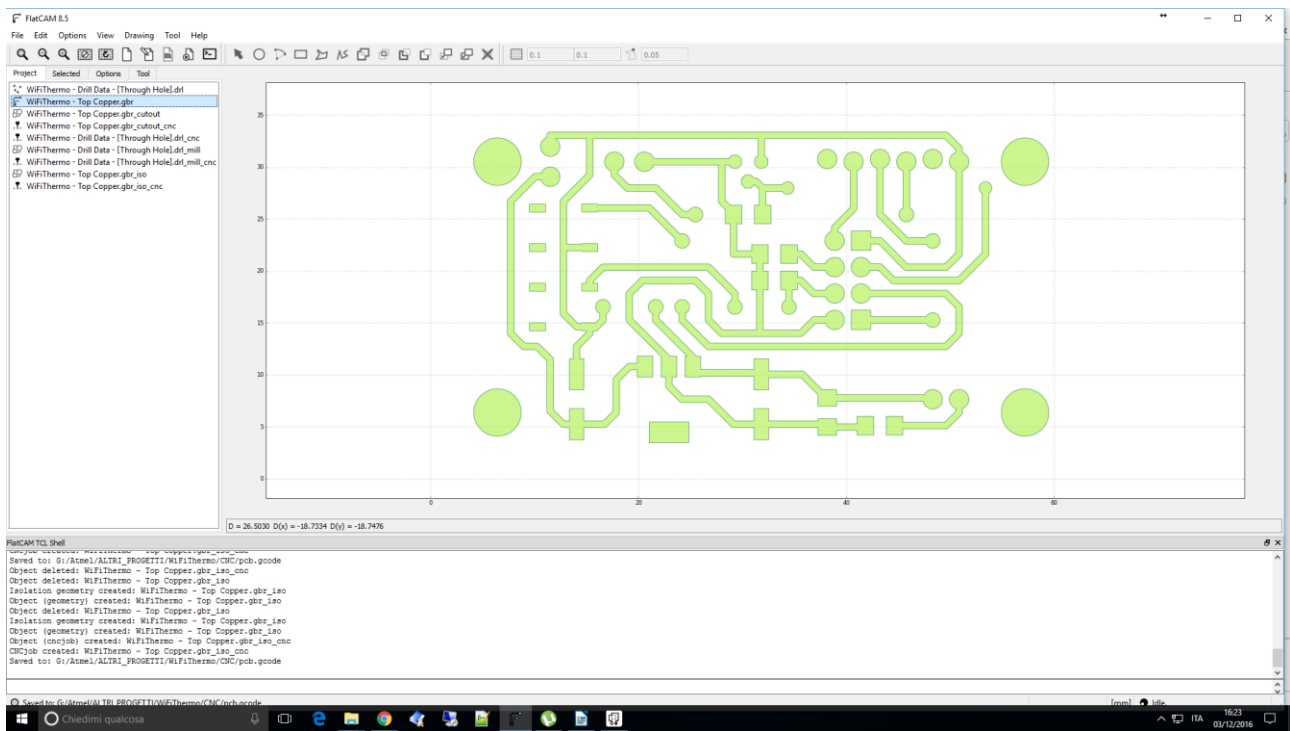 FlatCAM 8.5
File Edit Options View Drawing Tool Help
0.1 0.1 0.05
Project Selected Options Tool
WiFiThermo - Drill Data - [Through Hole].drl
WiFiThermo - Top Copper.gbr
WiFiThermo - Top Copper.gbr_cutout
WiFiThermo - Top Copper.gbr_cutout_cnc
WiFiThermo - Drill Data - [Through Hole].drl_cnc
WiFiThermo - Drill Data - [Through Hole].drl_mill
WiFiThermo - Drill Data - [Through Hole].drl_mill_cnc
WiFiThermo - Top Copper.gbr_iso
WiFiThermo - Top Copper.gbr_iso_cnc
35
30
25
20
15
10
5
0
0 20 40 60
D = 26.5030 D(x) = -18.7334 D(y) = -18.7476
FlatCAM TCL Shell
CNCjob created: WiFiThermo - Top Copper.gbr_iso_cnc
Saved to: G:/Atmel/ALTRI_PROGETTI/WiFiThermo/CNC/pcb.gcode
Object deleted: WiFiThermo - Top Copper.gbr_iso_cnc
Object deleted: WiFiThermo - Top Copper.gbr_iso
Isolation geometry created: WiFiThermo - Top Copper.gbr_iso
Object (geometry) created: WiFiThermo - Top Copper.gbr_iso
Object deleted: WiFiThermo - Top Copper.gbr_iso
Isolation geometry created: WiFiThermo - Top Copper.gbr_iso
Object (geometry) created: WiFiThermo - Top Copper.gbr_iso
Object (cncjob) created: WiFiThermo - Top Copper.gbr_iso_cnc
CNCjob created: WiFiThermo - Top Copper.gbr_iso_cnc
Saved to: G:/Atmel/ALTRI_PROGETTI/WiFiThermo/CNC/pcb.gcode
Saved to: G:/Atmel/ALTRI_PROGETTI/WiFiThermo/CNC/pcb.gcode [mm] Idle.
Chiedimi qualcosa ITA 16:23
03/12/2016